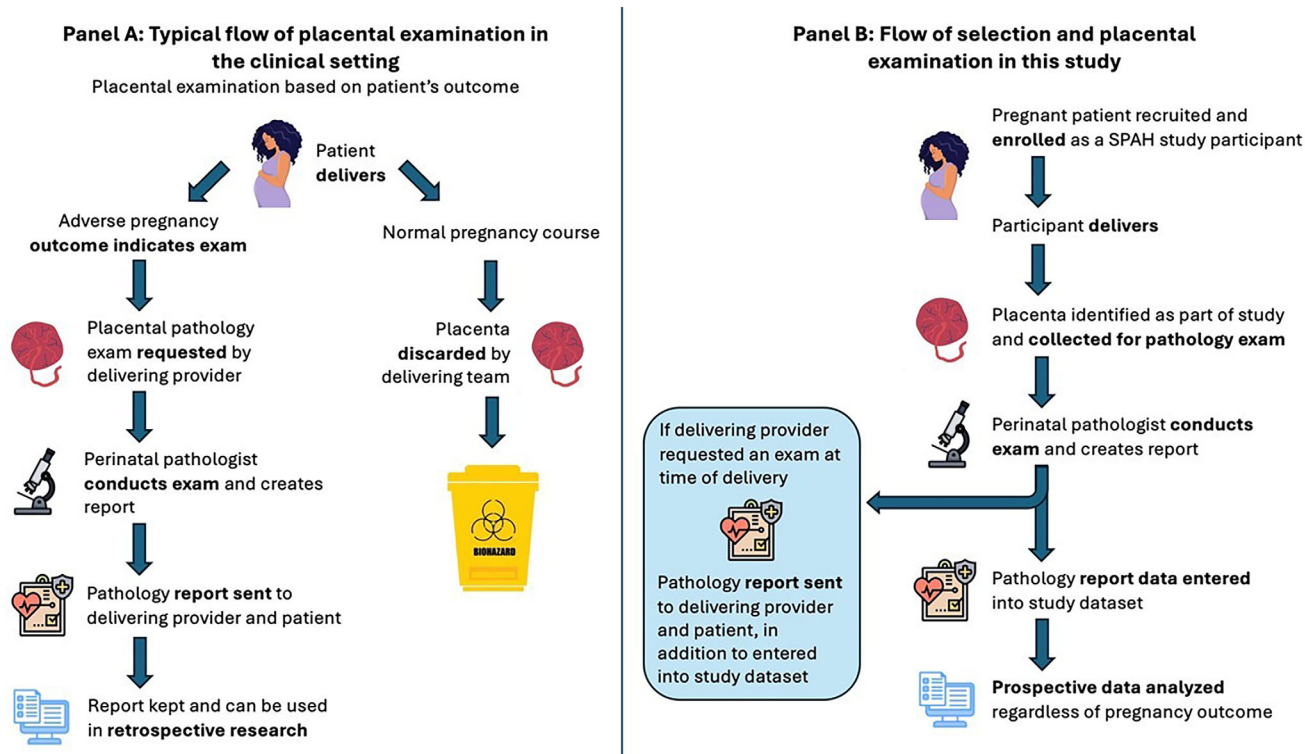 Panel A: Typical flow of placental examination in
the clinical setting
Placental examination based on patient's outcome
Patient
delivers
Adverse pregnancy
outcome indicates exam
Normal pregnancy course
Placental pathology
exam requested by
delivering provider
Placenta
discarded by
delivering team
Perinatal pathologist
conducts exam and creates
report
BIOHAZARD
Pathology report sent to
delivering provider and patient
Report kept and can be used
in retrospective research
Panel B: Flow of selection and placental
examination in this study
Pregnant patient recruited and
enrolled as a SPAH study participant
Participant delivers
Placenta identified as part of study
and collected for pathology exam
Perinatal pathologist conducts
exam and creates report
If delivering provider
requested an exam at
time of delivery
Pathology report sent
to delivering provider
and patient, in
addition to entered
into study dataset
Pathology report data entered
into study dataset
Prospective data analyzed
regardless of pregnancy outcome